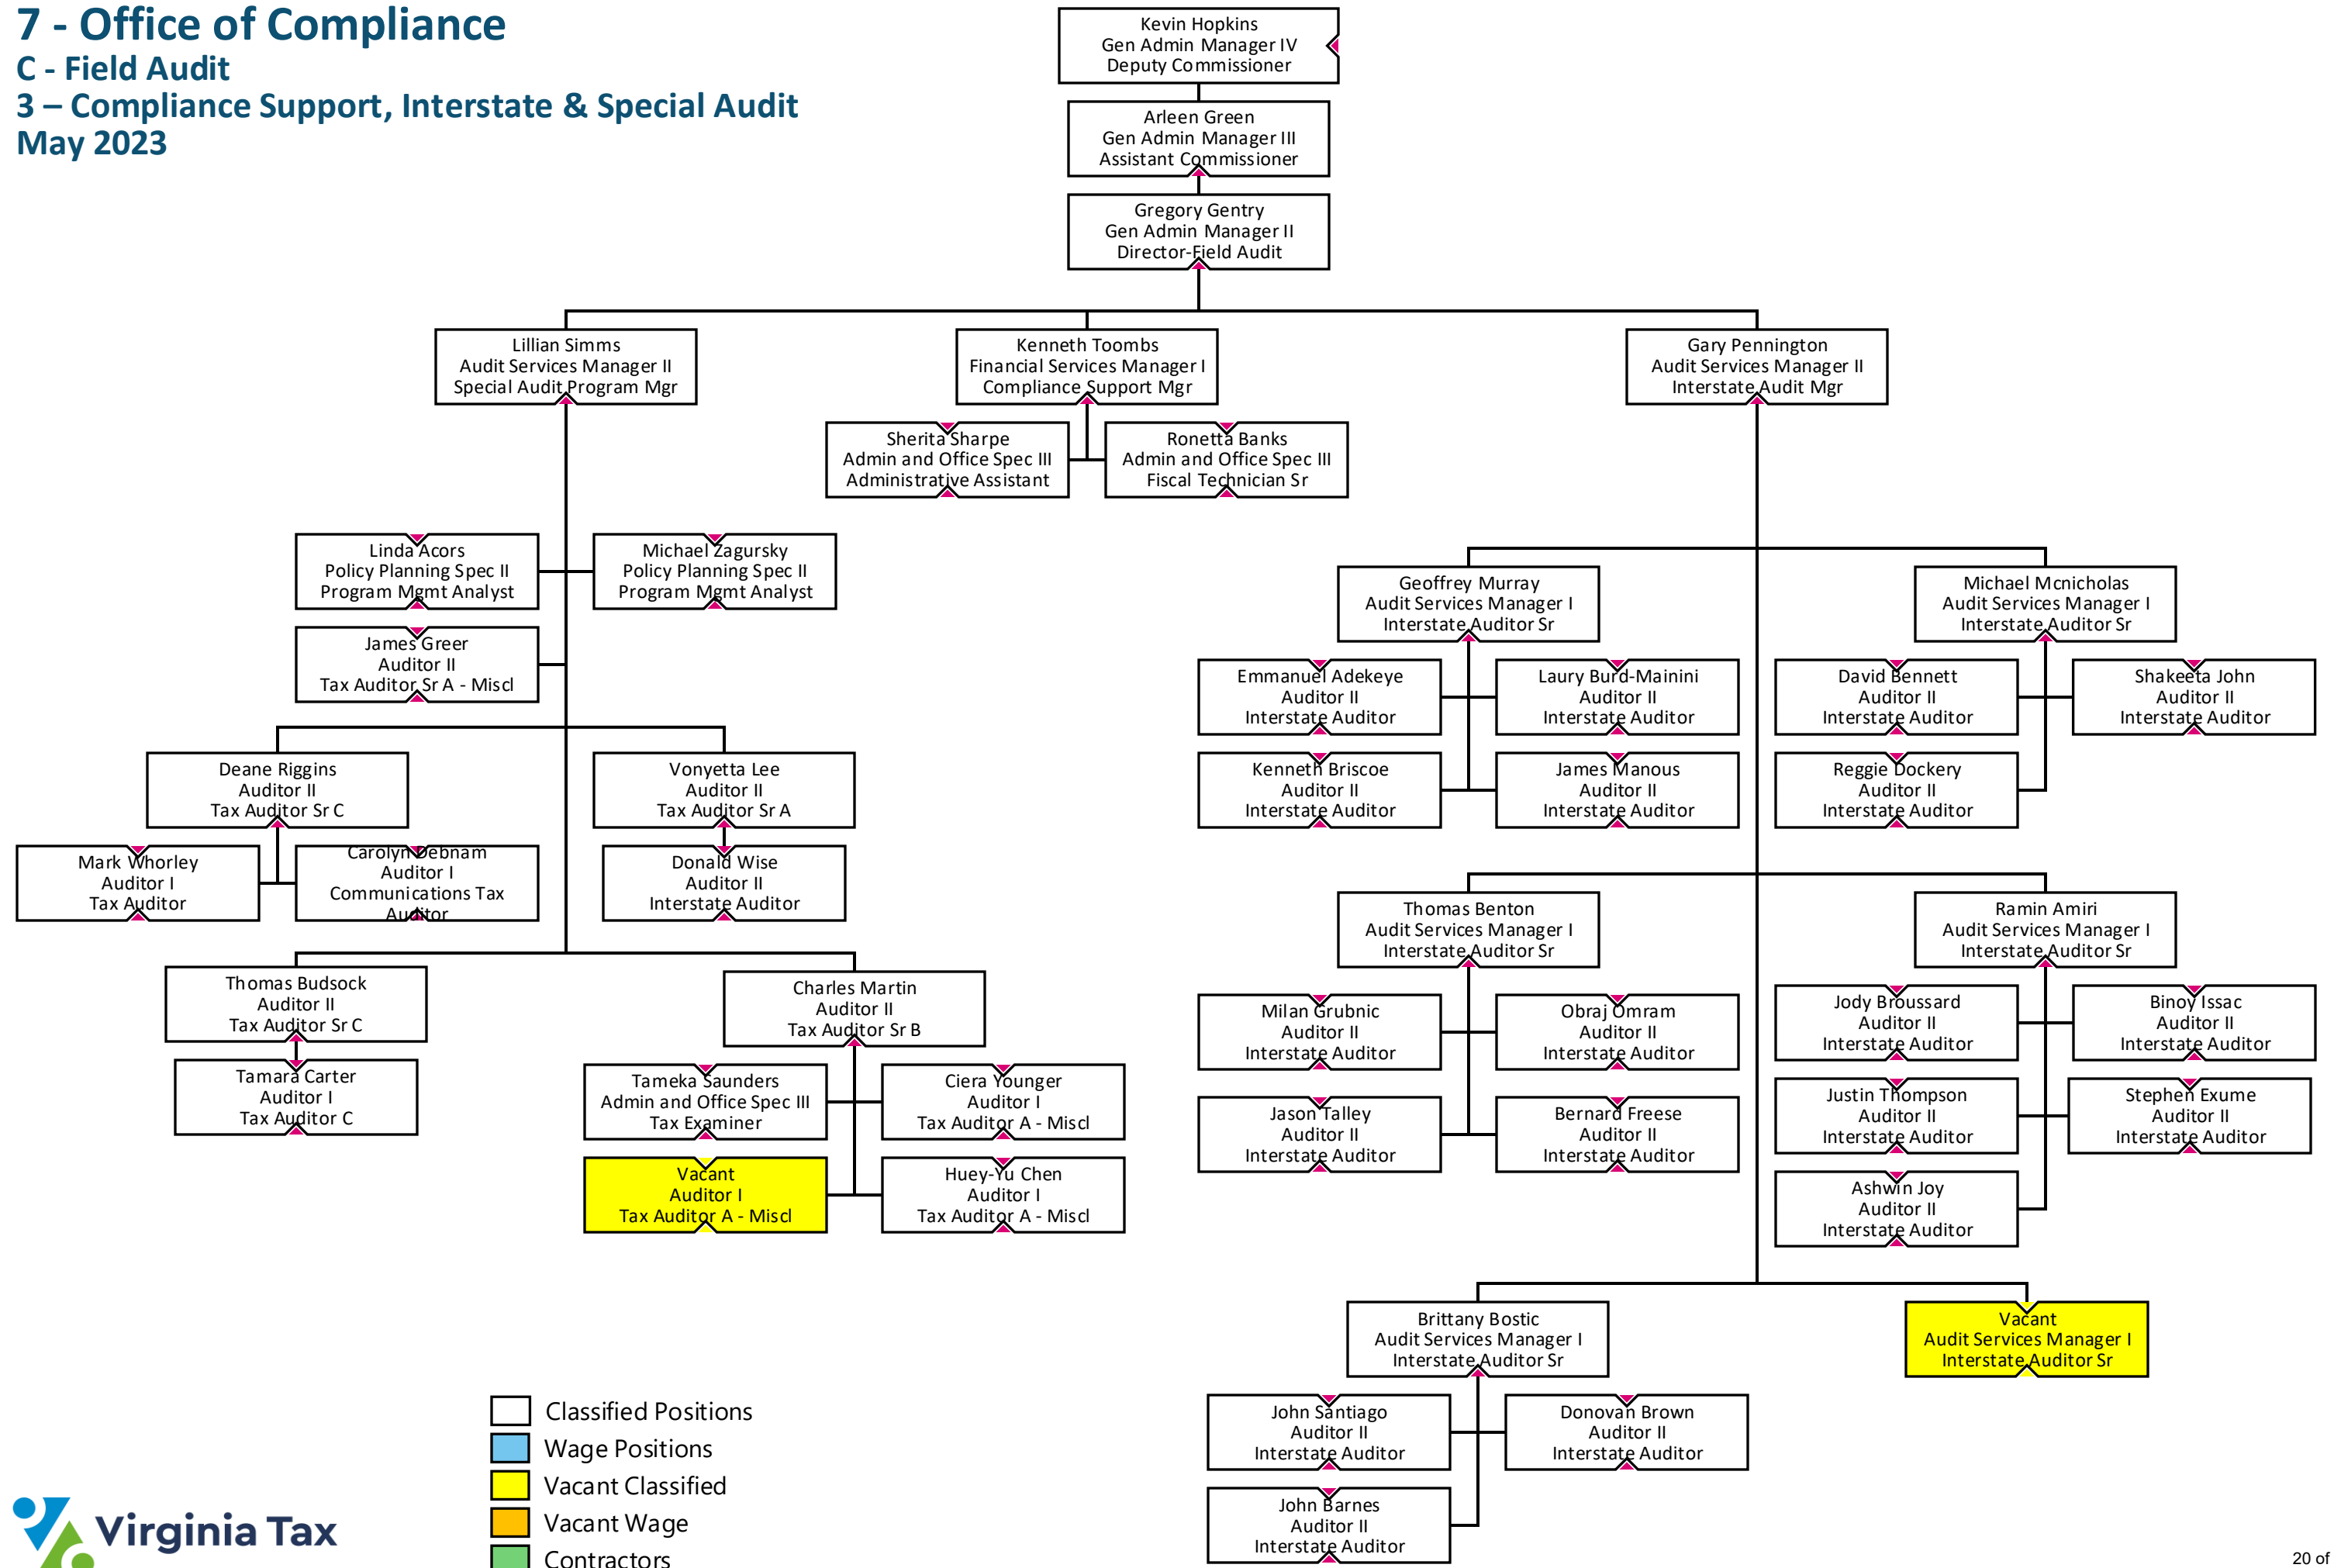 7 - Office of Compliance
C - Field Audit
3 – Compliance Support, Interstate & Special Audit
May 2023
Kevin Hopkins
Gen Admin Manager IV
Deputy Commissioner
Arleen Green
Gen Admin Manager III
Assistant Commissioner
Gregory Gentry
Gen Admin Manager II
Director-Field Audit
Lillian Simms
Audit Services Manager II
Special Audit Program Mgr
Kenneth Toombs
Financial Services Manager I
Compliance Support Mgr
Gary Pennington
Audit Services Manager II
Interstate Audit Mgr
Sherita Sharpe
Admin and Office Spec III
Administrative Assistant
Ronetta Banks
Admin and Office Spec III
Fiscal Technician Sr
Linda Acors
Policy Planning Spec II
Program Mgmt Analyst
Michael Zagursky
Policy Planning Spec II
Program Mgmt Analyst
James Greer
Auditor II
Tax Auditor Sr A - Miscl
Deane Riggins
Auditor II
Tax Auditor Sr C
Vonyetta Lee
Auditor II
Tax Auditor Sr A
Mark Whorley
Auditor I
Tax Auditor
Carolyn Debnam
Auditor I
Communications Tax
Auditor
Donald Wise
Auditor II
Interstate Auditor
Thomas Budsock
Auditor II
Tax Auditor Sr C
Charles Martin
Auditor II
Tax Auditor Sr B
Tamara Carter
Auditor I
Tax Auditor C
Tameka Saunders
Admin and Office Spec III
Tax Examiner
Ciera Younger
Auditor I
Tax Auditor A - Miscl
Vacant
Auditor I
Tax Auditor A - Miscl
Huey-Yu Chen
Auditor I
Tax Auditor A - Miscl
Geoffrey Murray
Audit Services Manager I
Interstate Auditor Sr
Michael Mcnicholas
Audit Services Manager I
Interstate Auditor Sr
Emmanuel Adekeye
Auditor II
Interstate Auditor
Laury Burd-Mainini
Auditor II
Interstate Auditor
David Bennett
Auditor II
Interstate Auditor
Shakeeta John
Auditor II
Interstate Auditor
Kenneth Briscoe
Auditor II
Interstate Auditor
James Manous
Auditor II
Interstate Auditor
Reggie Dockery
Auditor II
Interstate Auditor
Thomas Benton
Audit Services Manager I
Interstate Auditor Sr
Ramin Amiri
Audit Services Manager I
Interstate Auditor Sr
Milan Grubnic
Auditor II
Interstate Auditor
Obraj Omram
Auditor II
Interstate Auditor
Jody Broussard
Auditor II
Interstate Auditor
Binoy Issac
Auditor II
Interstate Auditor
Jason Talley
Auditor II
Interstate Auditor
Bernard Freese
Auditor II
Interstate Auditor
Justin Thompson
Auditor II
Interstate Auditor
Stephen Exume
Auditor II
Interstate Auditor
Ashwin Joy
Auditor II
Interstate Auditor
Brittany Bostic
Audit Services Manager I
Interstate Auditor Sr
Vacant
Audit Services Manager I
Interstate Auditor Sr
John Santiago
Auditor II
Interstate Auditor
Donovan Brown
Auditor II
Interstate Auditor
John Barnes
Auditor II
Interstate Auditor
Classified Positions
Wage Positions
Vacant Classified
Vacant Wage
Contractors
Virginia Tax
20 of